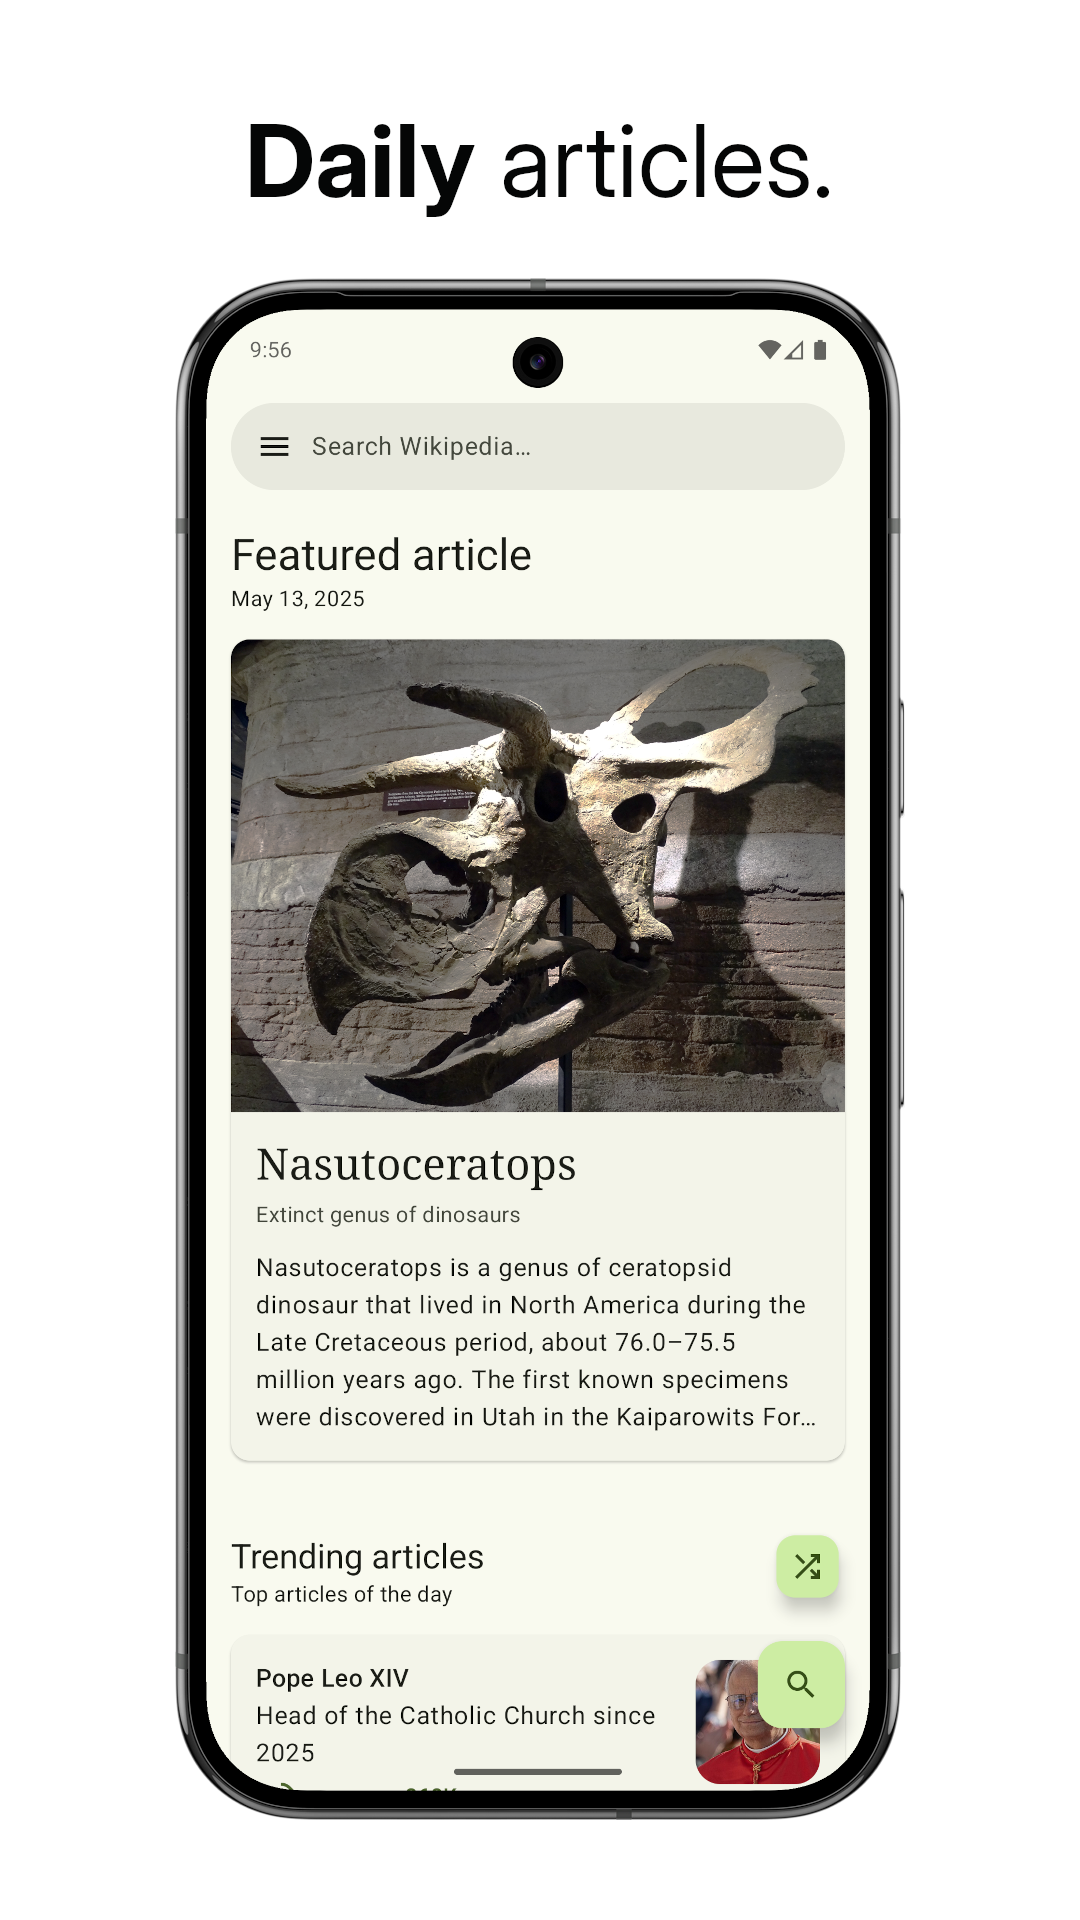 Daily articles.
9:56
Search Wikipedia…
Featured article
May 13, 2025
Nasutoceratops
Extinct genus of dinosaurs
Nasutoceratops is a genus of ceratopsid
dinosaur that lived in North America during the
Late Cretaceous period, about 76.0–75.5
million years ago. The first known specimens
were discovered in Utah in the Kaiparowits For…
Trending articles
Top articles of the day
Pope Leo XIV
Head of the Catholic Church since
2025